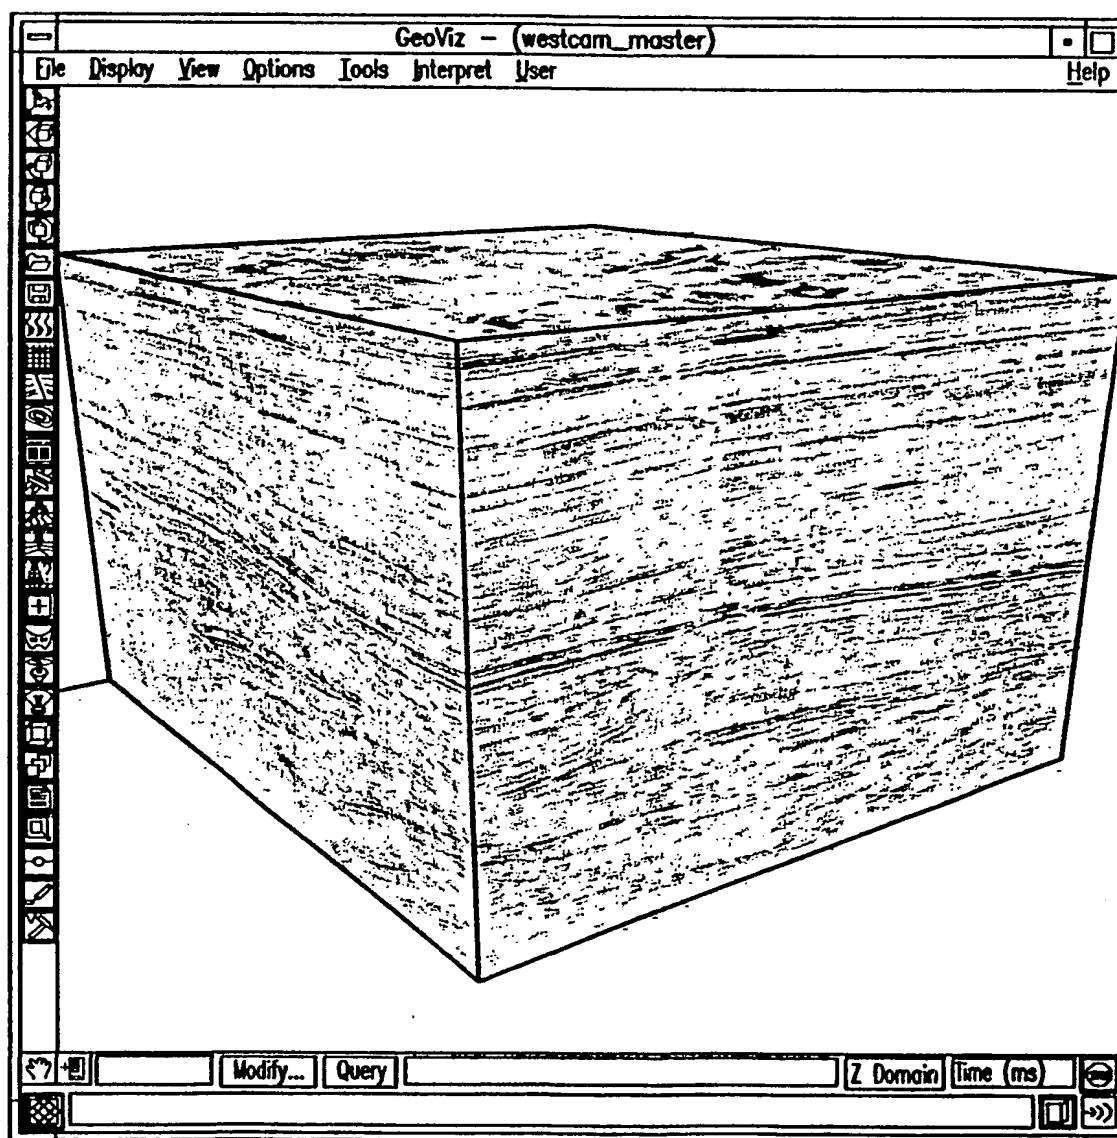 GeoViz – (westcam_master)
File Display View Options Tools Interpret User Help
Modify... Query Z Domain Time (ms)